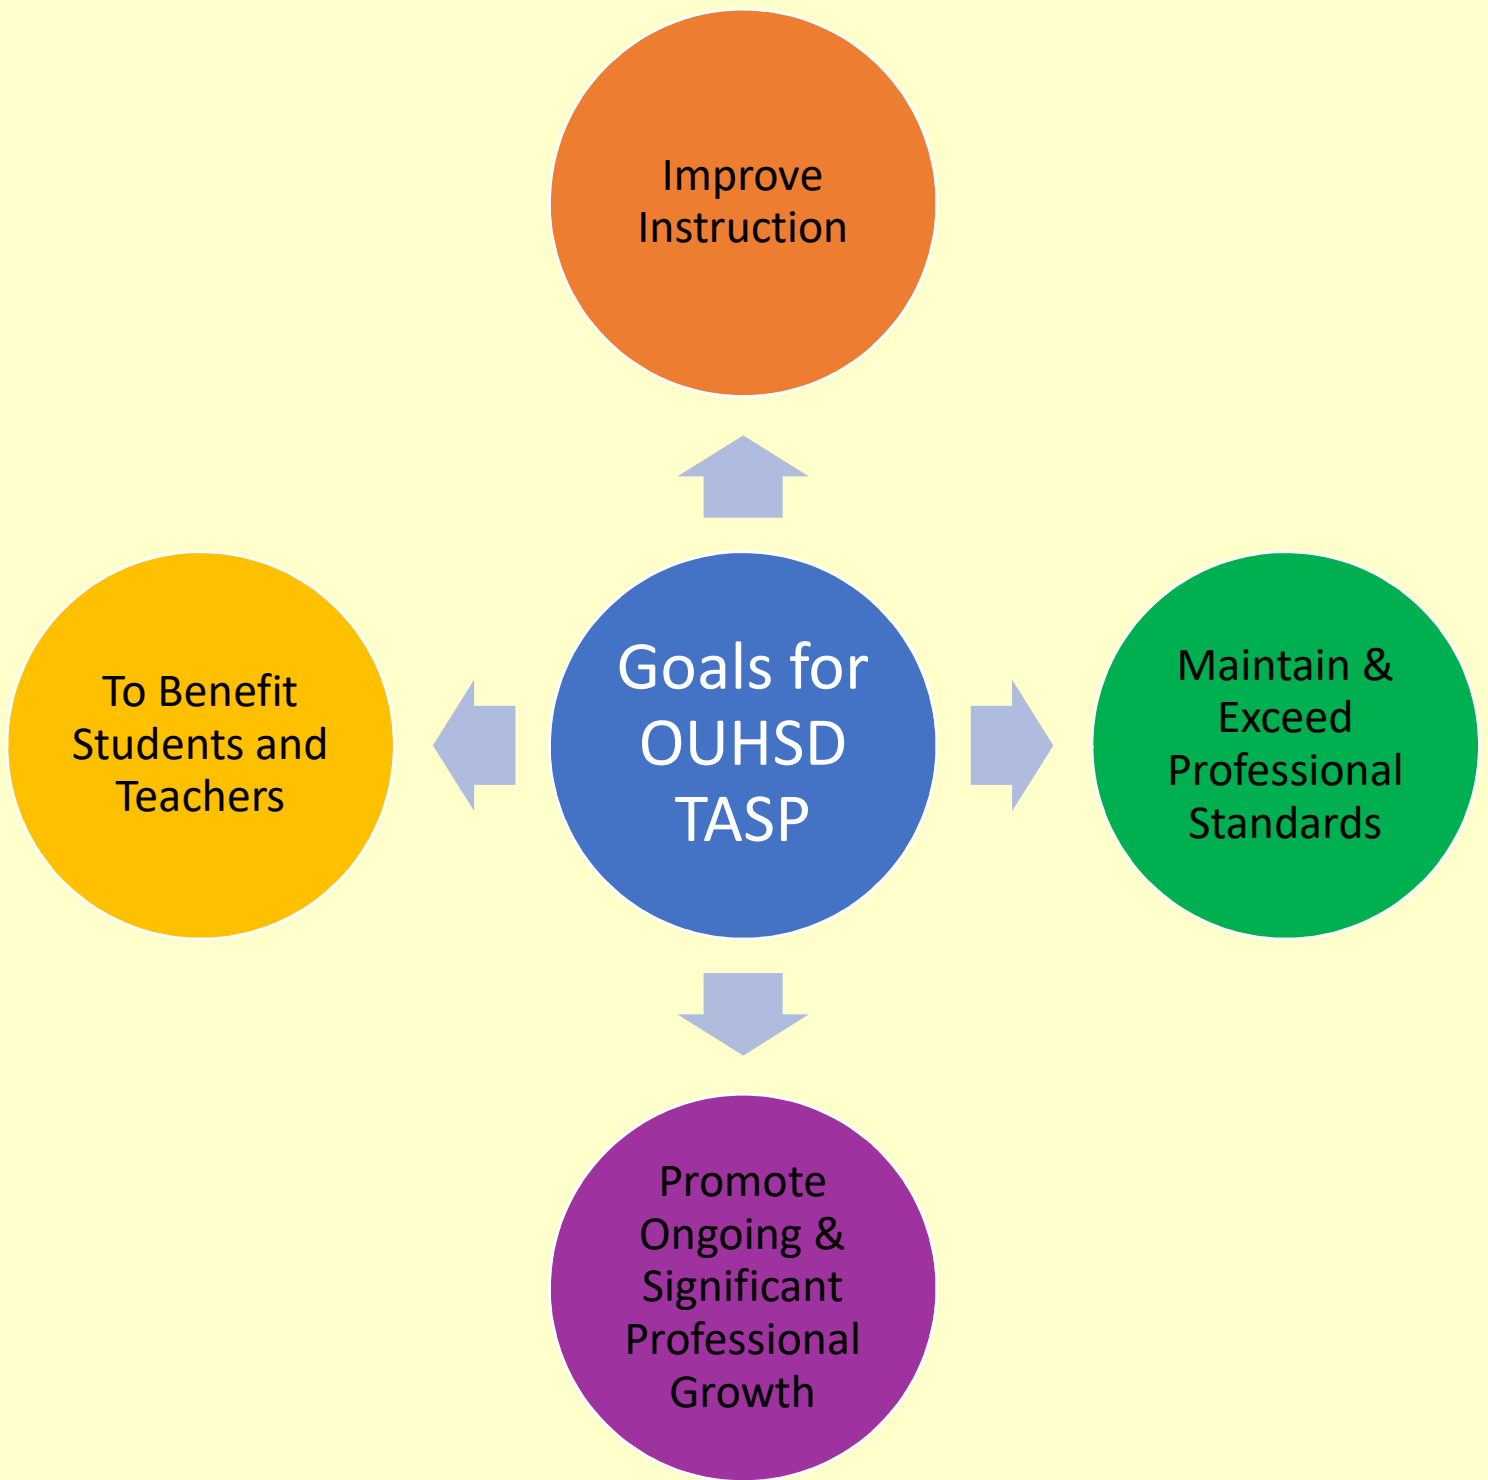 Improve
Instruction
To Benefit
Students and
Teachers
Goals for
OUHSD
TASP
Maintain &
Exceed
Professional
Standards
Promote
Ongoing &
Significant
Professional
Growth